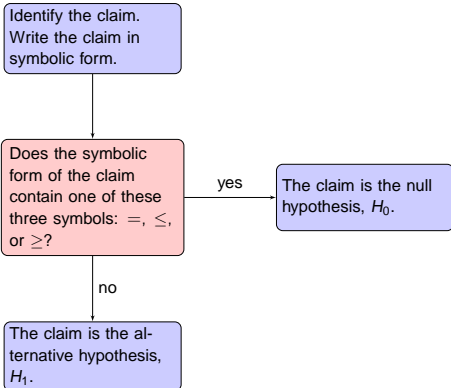 Identify the claim.
Write the claim in
symbolic form.
Does the symbolic
form of the claim
contain one of these
three symbols: =, ≤,
or ≥?
yes
The claim is the null
hypothesis, H₀.
no
The claim is the al-
ternative hypothesis,
H₁.